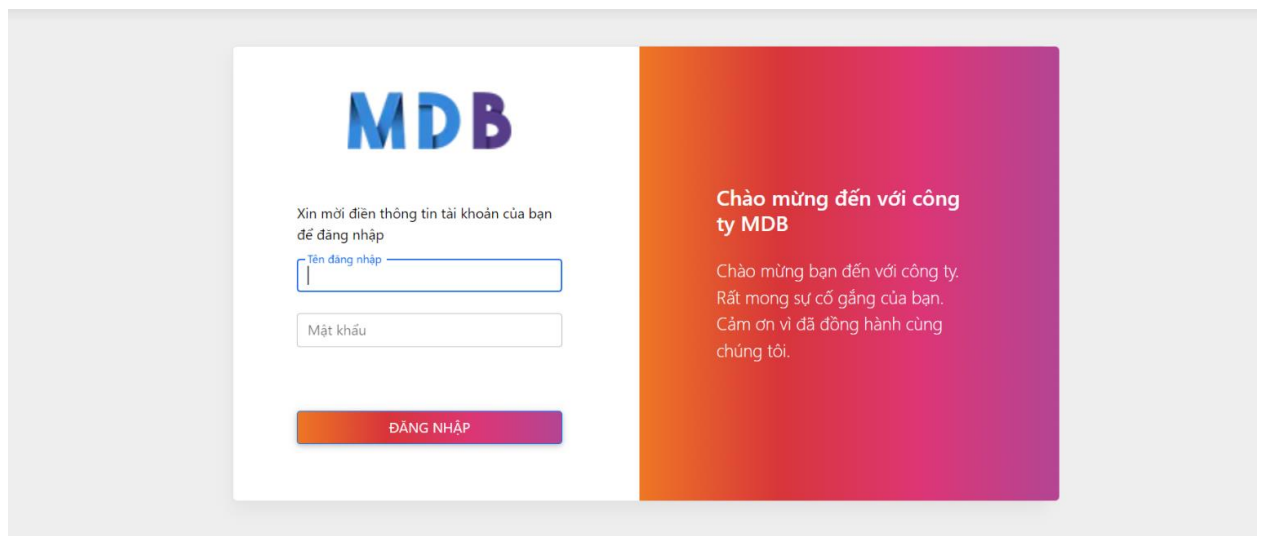 MDB
Xin mời điền thông tin tài khoản của bạn
để đăng nhập
Tên đăng nhập
Mật khẩu
ĐĂNG NHẬP
Chào mừng đến với công
ty MDB
Chào mừng bạn đến với công ty.
Rất mong sự cố gắng của bạn.
Cảm ơn vì đã đồng hành cùng
chúng tôi.